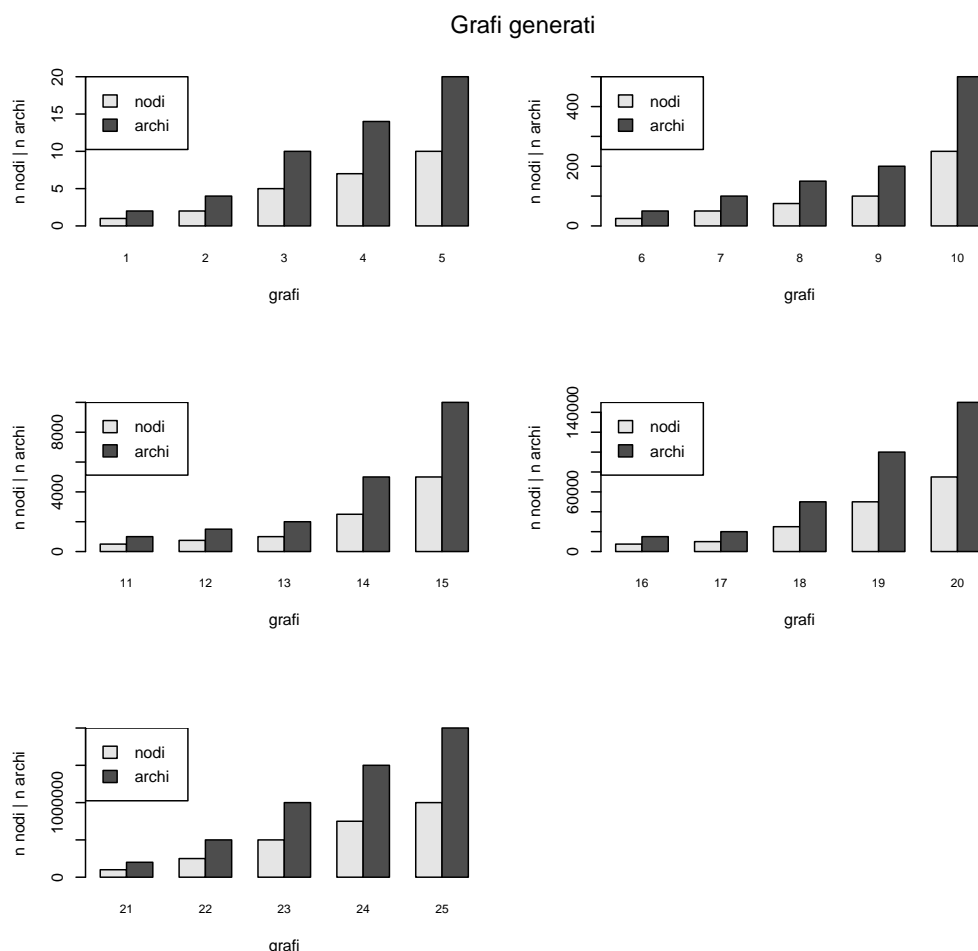 Grafi generati
n nodi | n archi
20
15
10
5
0
nodi
archi
1 2 3 4 5
grafi
n nodi | n archi
400
200
0
nodi
archi
6 7 8 9 10
grafi
n nodi | n archi
8000
4000
0
nodi
archi
11 12 13 14 15
grafi
n nodi | n archi
140000
60000
0
nodi
archi
16 17 18 19 20
grafi
n nodi | n archi
1000000
0
nodi
archi
21 22 23 24 25
grafi